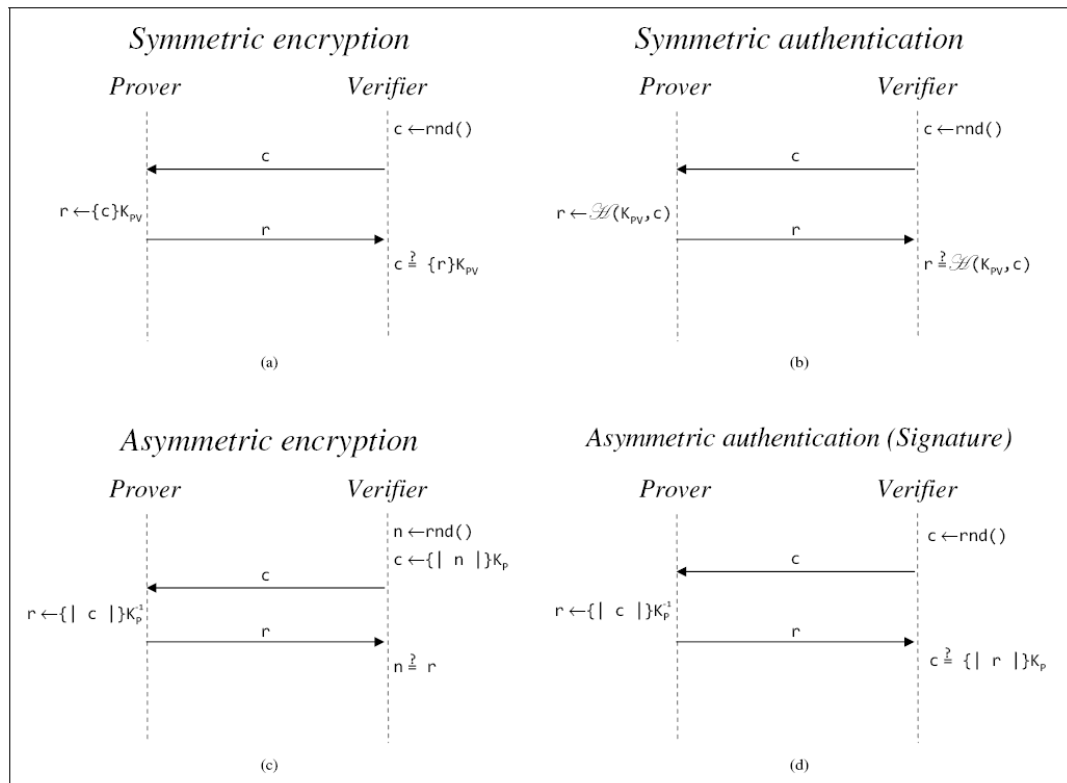 Symmetric encryption
Prover Verifier
c ←rnd()
c
r ←{c}K_PV
r
c ≟ {r}K_PV
(a)
Symmetric authentication
Prover Verifier
c ←rnd()
c
r ← ℋ(K_PV,c)
r
r ≟ ℋ(K_PV,c)
(b)
Asymmetric encryption
Prover Verifier
n ←rnd()
c ←{| n |}K_P
c
r ←{| c |}K_P^-1
r
n ≟ r
(c)
Asymmetric authentication (Signature)
Prover Verifier
c ←rnd()
c
r ←{| c |}K_P^-1
r
c ≟ {| r |}K_P
(d)